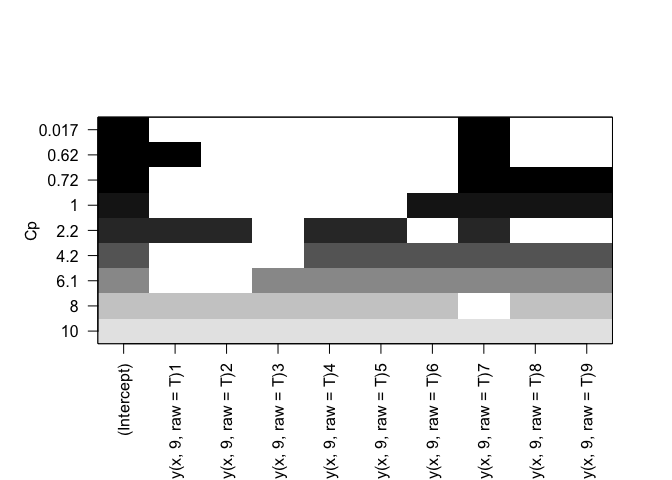 0.017
0.62
0.72
1
2.2
4.2
6.1
8
10
Cp
(Intercept)
y(x, 9, raw = T)1
y(x, 9, raw = T)2
y(x, 9, raw = T)3
y(x, 9, raw = T)4
y(x, 9, raw = T)5
y(x, 9, raw = T)6
y(x, 9, raw = T)7
y(x, 9, raw = T)8
y(x, 9, raw = T)9